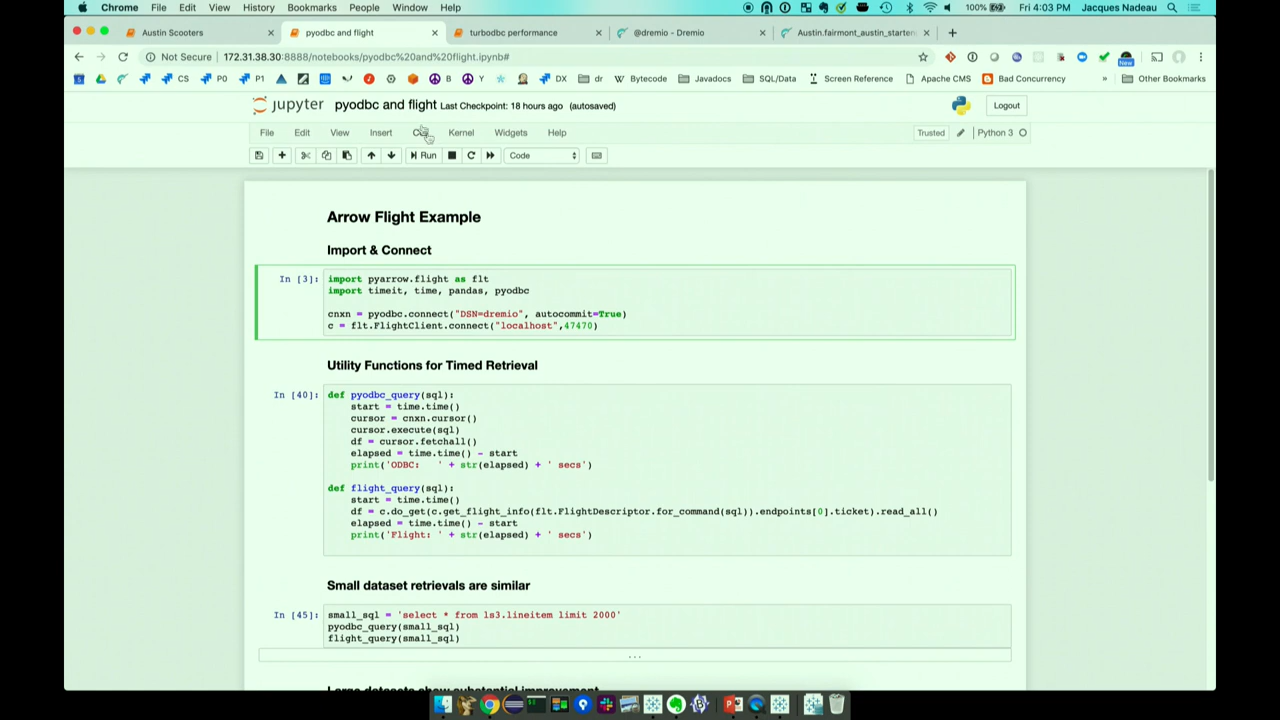 Chrome File Edit View History Bookmarks People Window Help 100% Fri 4:03 PM Jacques Nadeau
Austin Scooters pyodbc and flight turbodbc performance @dremio - Dremio Austin.fairmont_austin_starter
Not Secure 172.31.38.30:8888/notebooks/pyodbc%20and%20flight.ipynb# New
CS P0 P1 B Y DX dr Bytecode Javadocs SQL/Data Screen Reference Apache CMS Bad Concurrency » Other Bookmarks
jupyter pyodbc and flight Last Checkpoint: 18 hours ago (autosaved) Logout
File Edit View Insert Kernel Widgets Help Trusted Python 3
Run Code
Arrow Flight Example
Import & Connect
In [3]: import pyarrow.flight as flt
import timeit, time, pandas, pyodbc
cnxn = pyodbc.connect("DSN=dremio", autocommit=True)
c = flt.FlightClient.connect("localhost",47470)
Utility Functions for Timed Retrieval
In [40]: def pyodbc_query(sql):
start = time.time()
cursor = cnxn.cursor()
cursor.execute(sql)
df = cursor.fetchall()
elapsed = time.time() - start
print('ODBC:   ' + str(elapsed) + ' secs')
def flight_query(sql):
start = time.time()
df = c.do_get(c.get_flight_info(flt.FlightDescriptor.for_command(sql)).endpoints[0].ticket).read_all()
elapsed = time.time() - start
print('Flight: ' + str(elapsed) + ' secs')
Small dataset retrievals are similar
In [45]: small_sql = 'select * from ls3.lineitem limit 2000'
pyodbc_query(small_sql)
flight_query(small_sql)
...
Large datasets show substantial improvement